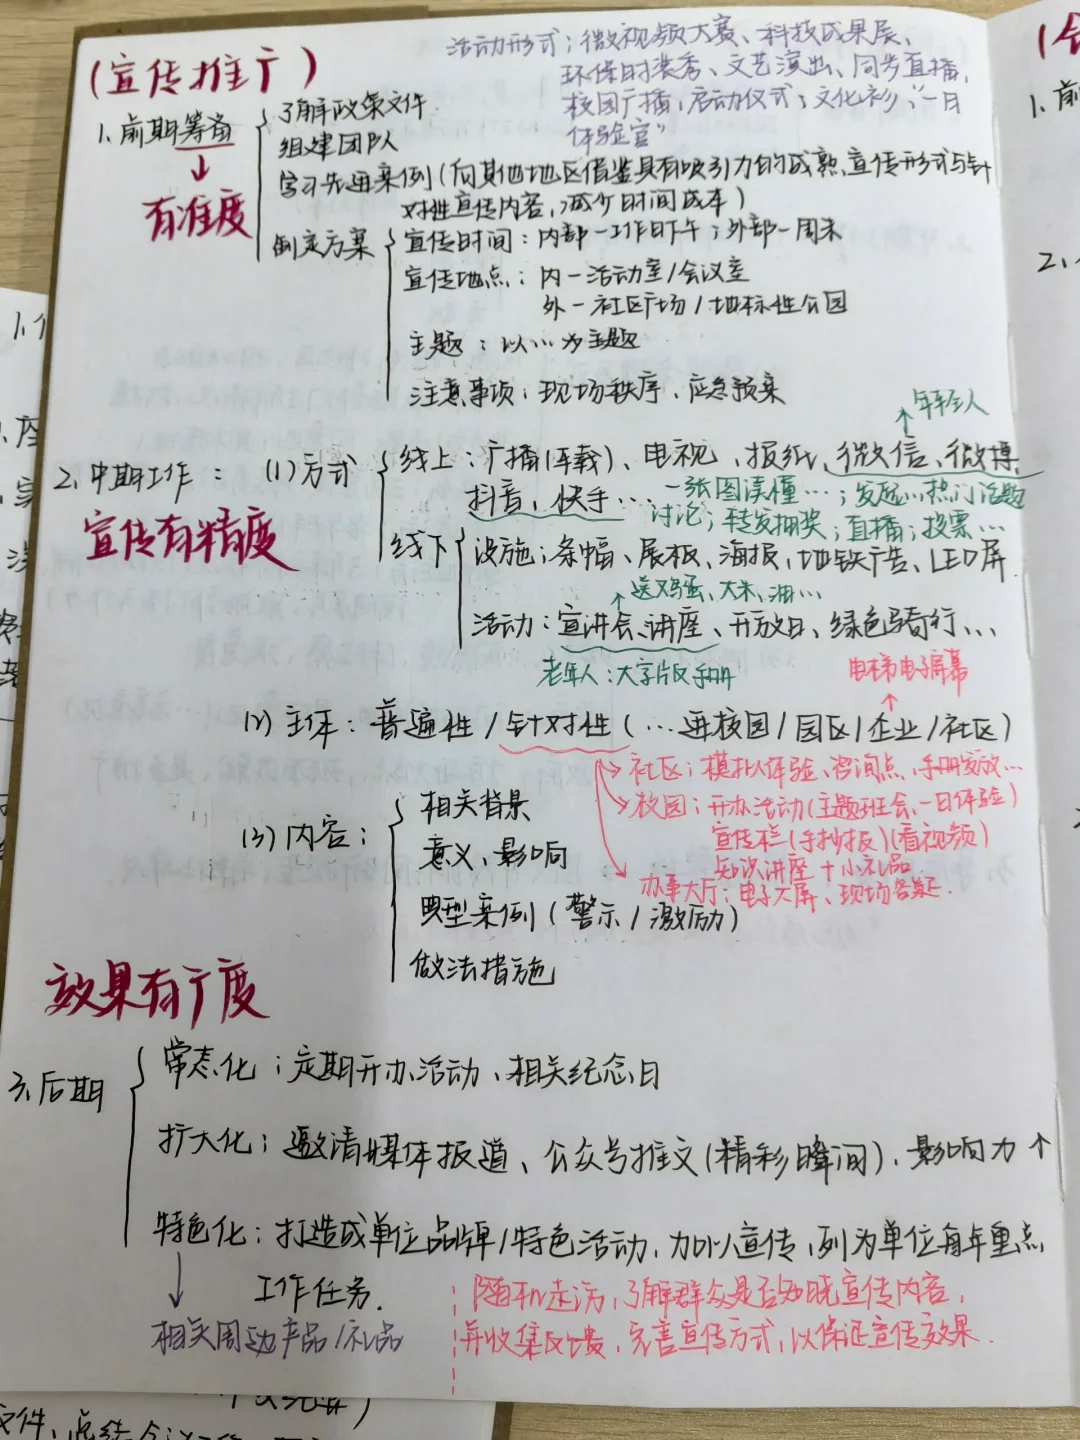 (宣传推广)
活动形式：微视频大赛、科技成果展、
环保时装秀、文艺演出、同步直播，
校园广播，启动仪式，文化衫，“一日
体验官”
1、前期筹备
有准度
了解政策文件
组建团队
学习先进案例(向其他地区借鉴具有吸引力的成熟宣传形式与针
对性宣传内容，减少时间成本)
制定方案
宣传时间：内部—工作日下午；外部—周末
宣传地点：内—活动室/会议室
外—社区广场/地标性公园
主题：以…为主题
注意事项：现场秩序，应急预案
2、中期工作：
宣传有精度
(1)方式
年轻人
线上：广播(车载)、电视、报纸、微信、微博
抖音、快手…
一张图读懂…；发起…热门话题
讨论；转发抽奖；直播；投票…
线下
设施：条幅、展板、海报，地铁广告、LED屏
送鸡蛋、大米、油…
活动：宣讲会、讲座、开放日、绿色骑行…
老年人：大字版手册
电梯电子屏幕
(2)主体：普遍性/针对性(…进校园/园区/企业/社区)
社区：模拟体验、咨询点，手册发放…
校园：开办活动(主题班会、一日体验)
宣传栏(手抄报)(看视频)
知识讲座+小礼品
办事大厅：电子大屏、现场答疑
(3)内容：
相关背景
意义、影响
典型案例(警示/激励)
做法措施
效果有广度
3、后期
常态化：定期开办活动、相关纪念日
扩大化：邀请媒体报道、公众号推文(精彩瞬间)，影响力↑
特色化：打造成单位品牌/特色活动，加以宣传，列为单位每年重点
工作任务.
相关周边产品/礼品
随机走访，了解群众是否知晓宣传内容，
并收集反馈，完善宣传方式，以保证宣传效果.